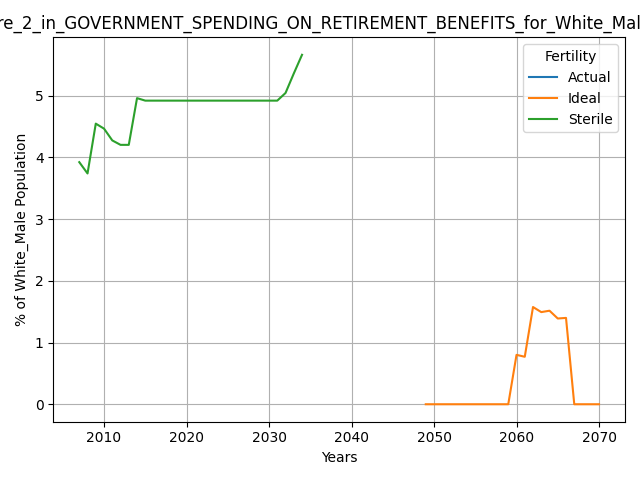 re_2_in_GOVERNMENT_SPENDING_ON_RETIREMENT_BENEFITS_for_White_Mal
Fertility
Actual
Ideal
Sterile
% of White_Male Population
5
4
3
2
1
0
2010 2020 2030 2040 2050 2060 2070
Years